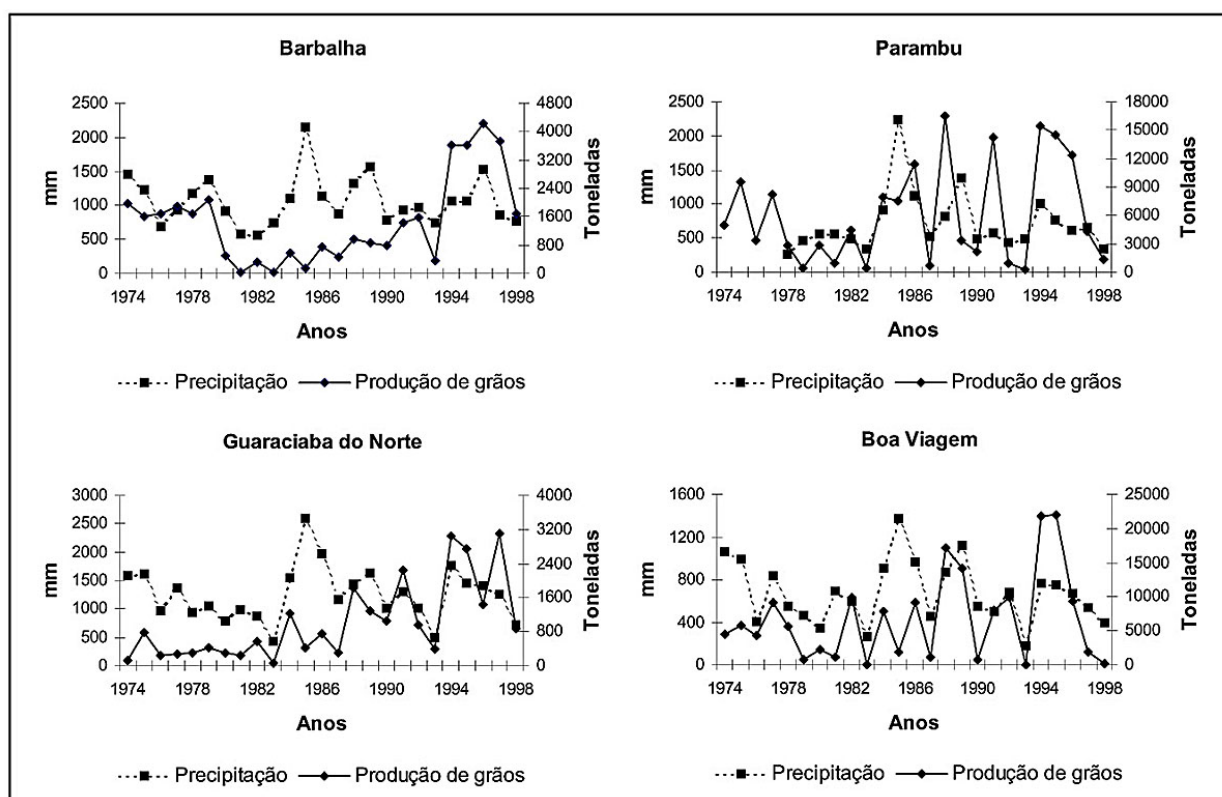 Barbalha
2500
2000
1500
1000
500
0
mm
4800
4000
3200
2400
1600
800
0
Toneladas
1974 1978 1982 1986 1990 1994 1998
Anos
Precipitação Produção de grãos
Parambu
2500
2000
1500
1000
500
0
mm
18000
15000
12000
9000
6000
3000
0
Toneladas
1974 1978 1982 1986 1990 1994 1998
Anos
Precipitação Produção de grãos
Guaraciaba do Norte
3000
2500
2000
1500
1000
500
0
mm
4000
3200
2400
1600
800
0
Toneladas
1974 1978 1982 1986 1990 1994 1998
Anos
Precipitação Produção de grãos
Boa Viagem
1600
1200
800
400
0
mm
25000
20000
15000
10000
5000
0
Toneladas
1974 1978 1982 1986 1990 1994 1998
Anos
Precipitação Produção de grãos